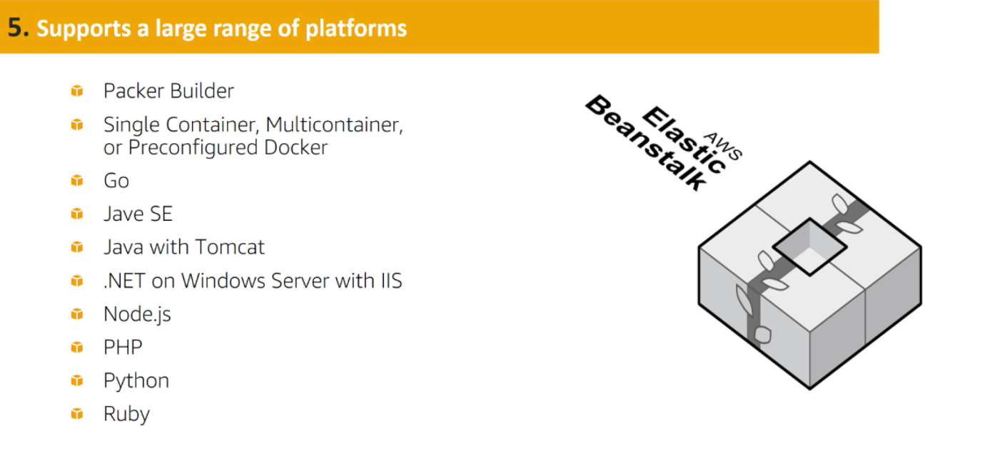 5. Supports a large range of platforms
Packer Builder
Single Container, Multicontainer,
or Preconfigured Docker
Go
Jave SE
Java with Tomcat
.NET on Windows Server with IIS
Node.js
PHP
Python
Ruby
AWS
Elastic
Beanstalk